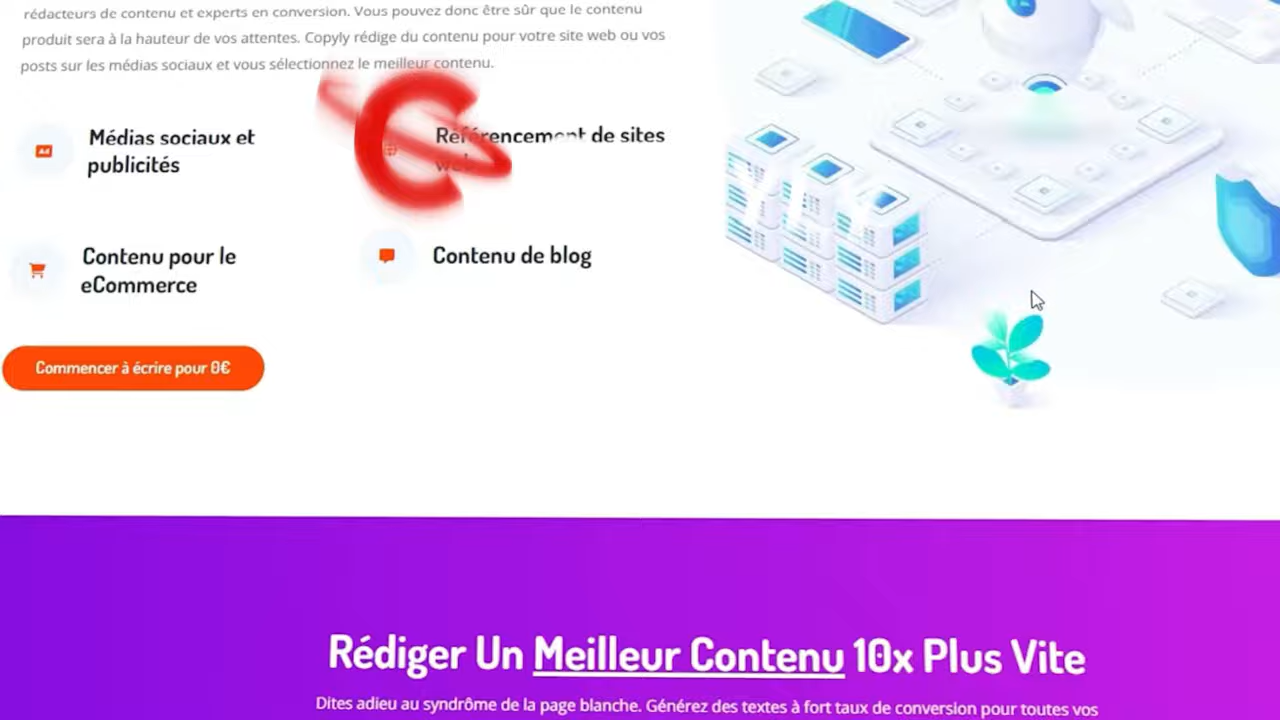 rédacteurs de contenu et experts en conversion. Vous pouvez donc être sûr que le contenu
produit sera à la hauteur de vos attentes. Copyly rédige du contenu pour votre site web ou vos
posts sur les médias sociaux et vous sélectionnez le meilleur contenu.
Médias sociaux et
publicités
Référencement de sites
web
Contenu pour le
eCommerce
Contenu de blog
Commencer à écrire pour 0€
Rédiger Un Meilleur Contenu 10x Plus Vite
Dites adieu au syndrôme de la page blanche. Générez des textes à fort taux de conversion pour toutes vos